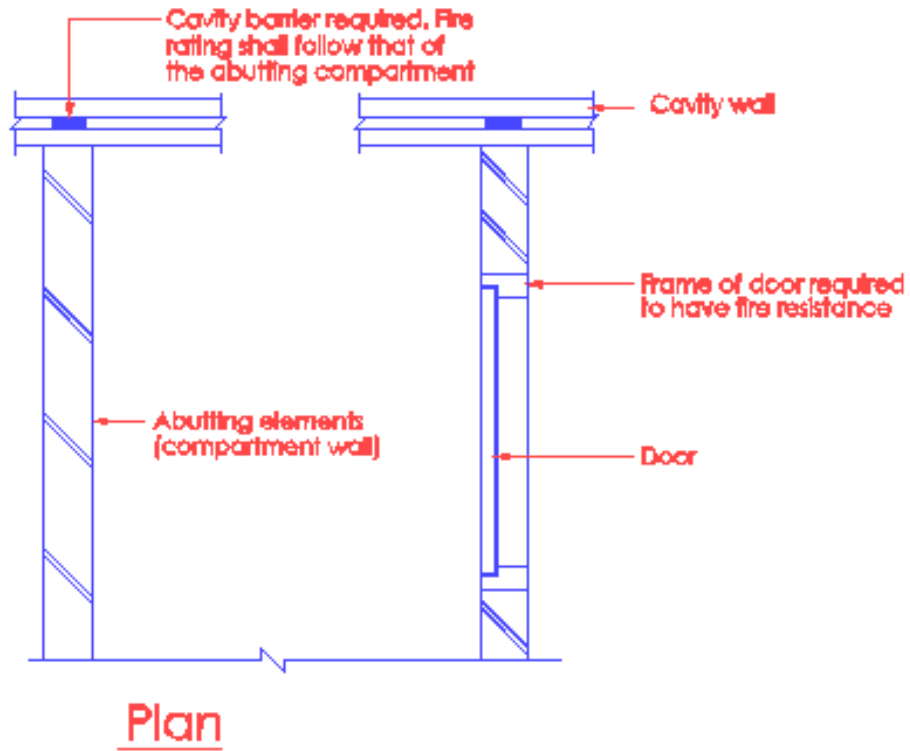 Cavity barrier required. Fire
rating shall follow that of
the abutting compartment
Cavity wall
Frame of door required
to have fire resistance
Abutting elements
(compartment wall)
Door
Plan